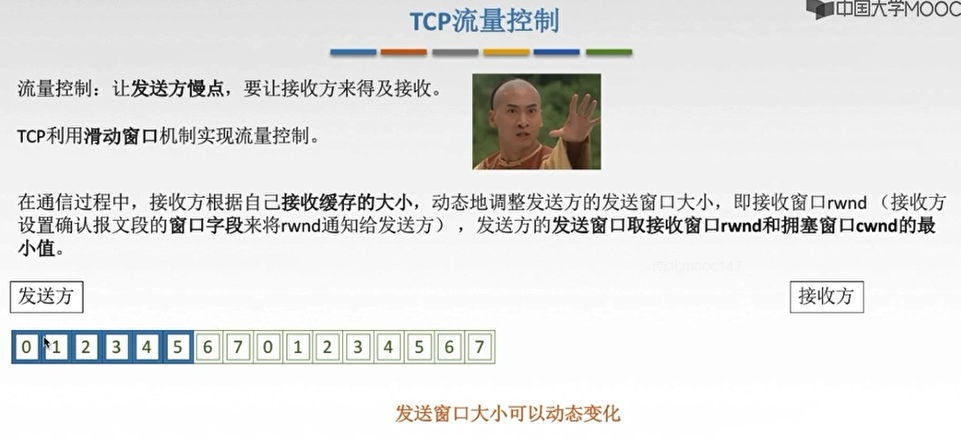 TCP流量控制
中国大学MOOC
流量控制：让发送方慢点，要让接收方来得及接收。
TCP利用滑动窗口机制实现流量控制。
在通信过程中，接收方根据自己接收缓存的大小，动态地调整发送方的发送窗口大小，即接收窗口rwnd（接收方
设置确认报文段的窗口字段来将rwnd通知给发送方），发送方的发送窗口取接收窗口rwnd和拥塞窗口cwnd的最
小值。
发送方
接收方
0 1 2 3 4 5 6 7 0 1 2 3 4 5 6 7
发送窗口大小可以动态变化